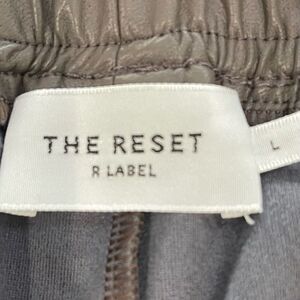 THE RESET
R LABEL
L